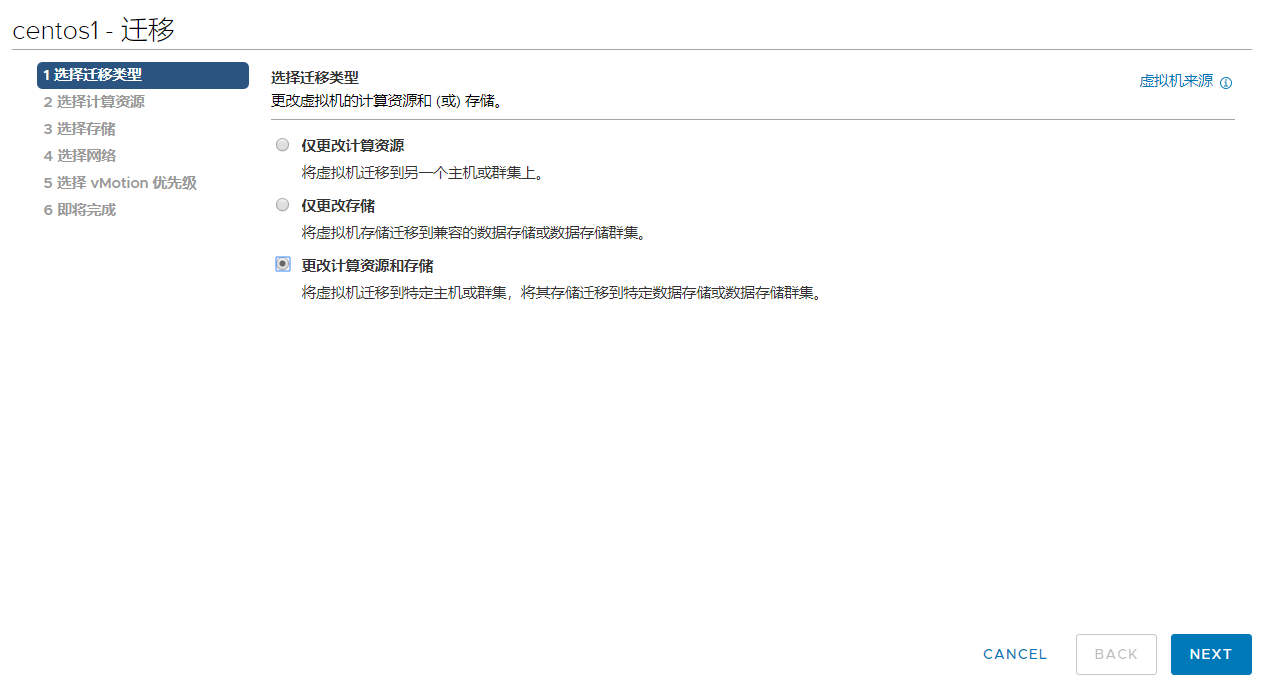 centos1 - 迁移
1 选择迁移类型
2 选择计算资源
3 选择存储
4 选择网络
5 选择 vMotion 优先级
6 即将完成
选择迁移类型
虚拟机来源
更改虚拟机的计算资源和 (或) 存储。
仅更改计算资源
将虚拟机迁移到另一个主机或群集上。
仅更改存储
将虚拟机存储迁移到兼容的数据存储或数据存储群集。
更改计算资源和存储
将虚拟机迁移到特定主机或群集，将其存储迁移到特定数据存储或数据存储群集。
CANCEL
BACK
NEXT